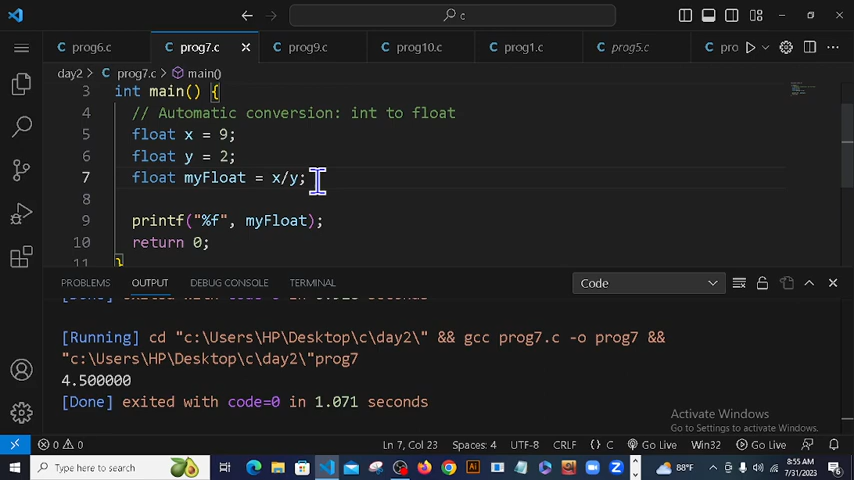 c
prog6.c
prog7.c
prog9.c
prog10.c
prog1.c
prog5.c
pro
day2 > prog7.c > main()
3 int main() {
4 // Automatic conversion: int to float
5 float x = 9;
6 float y = 2;
7 float myFloat = x/y;
8
9 printf("%f", myFloat);
10 return 0;
11 }
PROBLEMS OUTPUT DEBUG CONSOLE TERMINAL Code
[Running] cd "c:\Users\HP\Desktop\c\day2\" && gcc prog7.c -o prog7 &&
"c:\Users\HP\Desktop\c\day2\"prog7
4.500000
[Done] exited with code=0 in 1.071 seconds
Activate Windows
Go to Settings to activate Windows.
0 0 Ln 7, Col 23 Spaces: 4 UTF-8 CRLF {} C Go Live Win32 Go Live
Type here to search 88°F 8:55 AM
7/31/2023